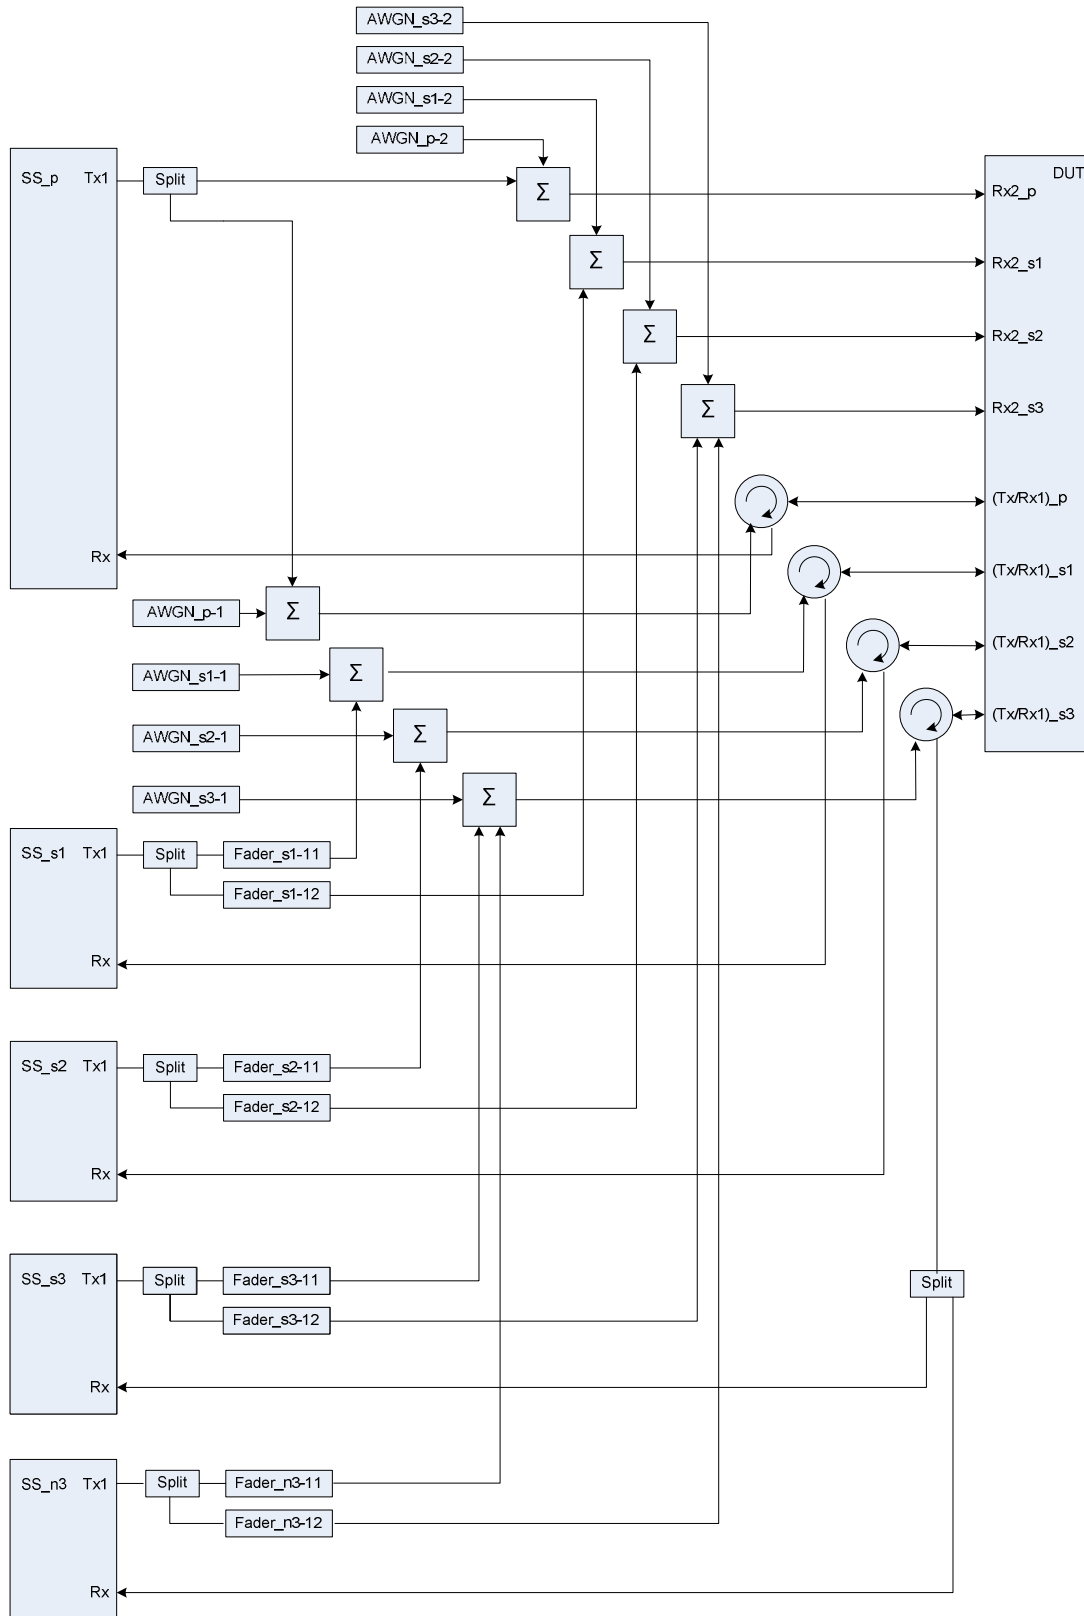 AWGN_s3-2
AWGN_s2-2
AWGN_s1-2
AWGN_p-2
SS_p Tx1
Split
Σ
DUT
Rx2_p
Σ
Rx2_s1
Σ
Rx2_s2
Σ
Rx2_s3
(Tx/Rx1)_p
Rx
(Tx/Rx1)_s1
AWGN_p-1
Σ
(Tx/Rx1)_s2
AWGN_s1-1
Σ
(Tx/Rx1)_s3
AWGN_s2-1
Σ
AWGN_s3-1
Σ
SS_s1 Tx1
Split
Fader_s1-11
Fader_s1-12
Rx
SS_s2 Tx1
Split
Fader_s2-11
Fader_s2-12
Rx
SS_s3 Tx1
Split
Fader_s3-11
Split
Fader_s3-12
Rx
SS_n3 Tx1
Split
Fader_n3-11
Fader_n3-12
Rx